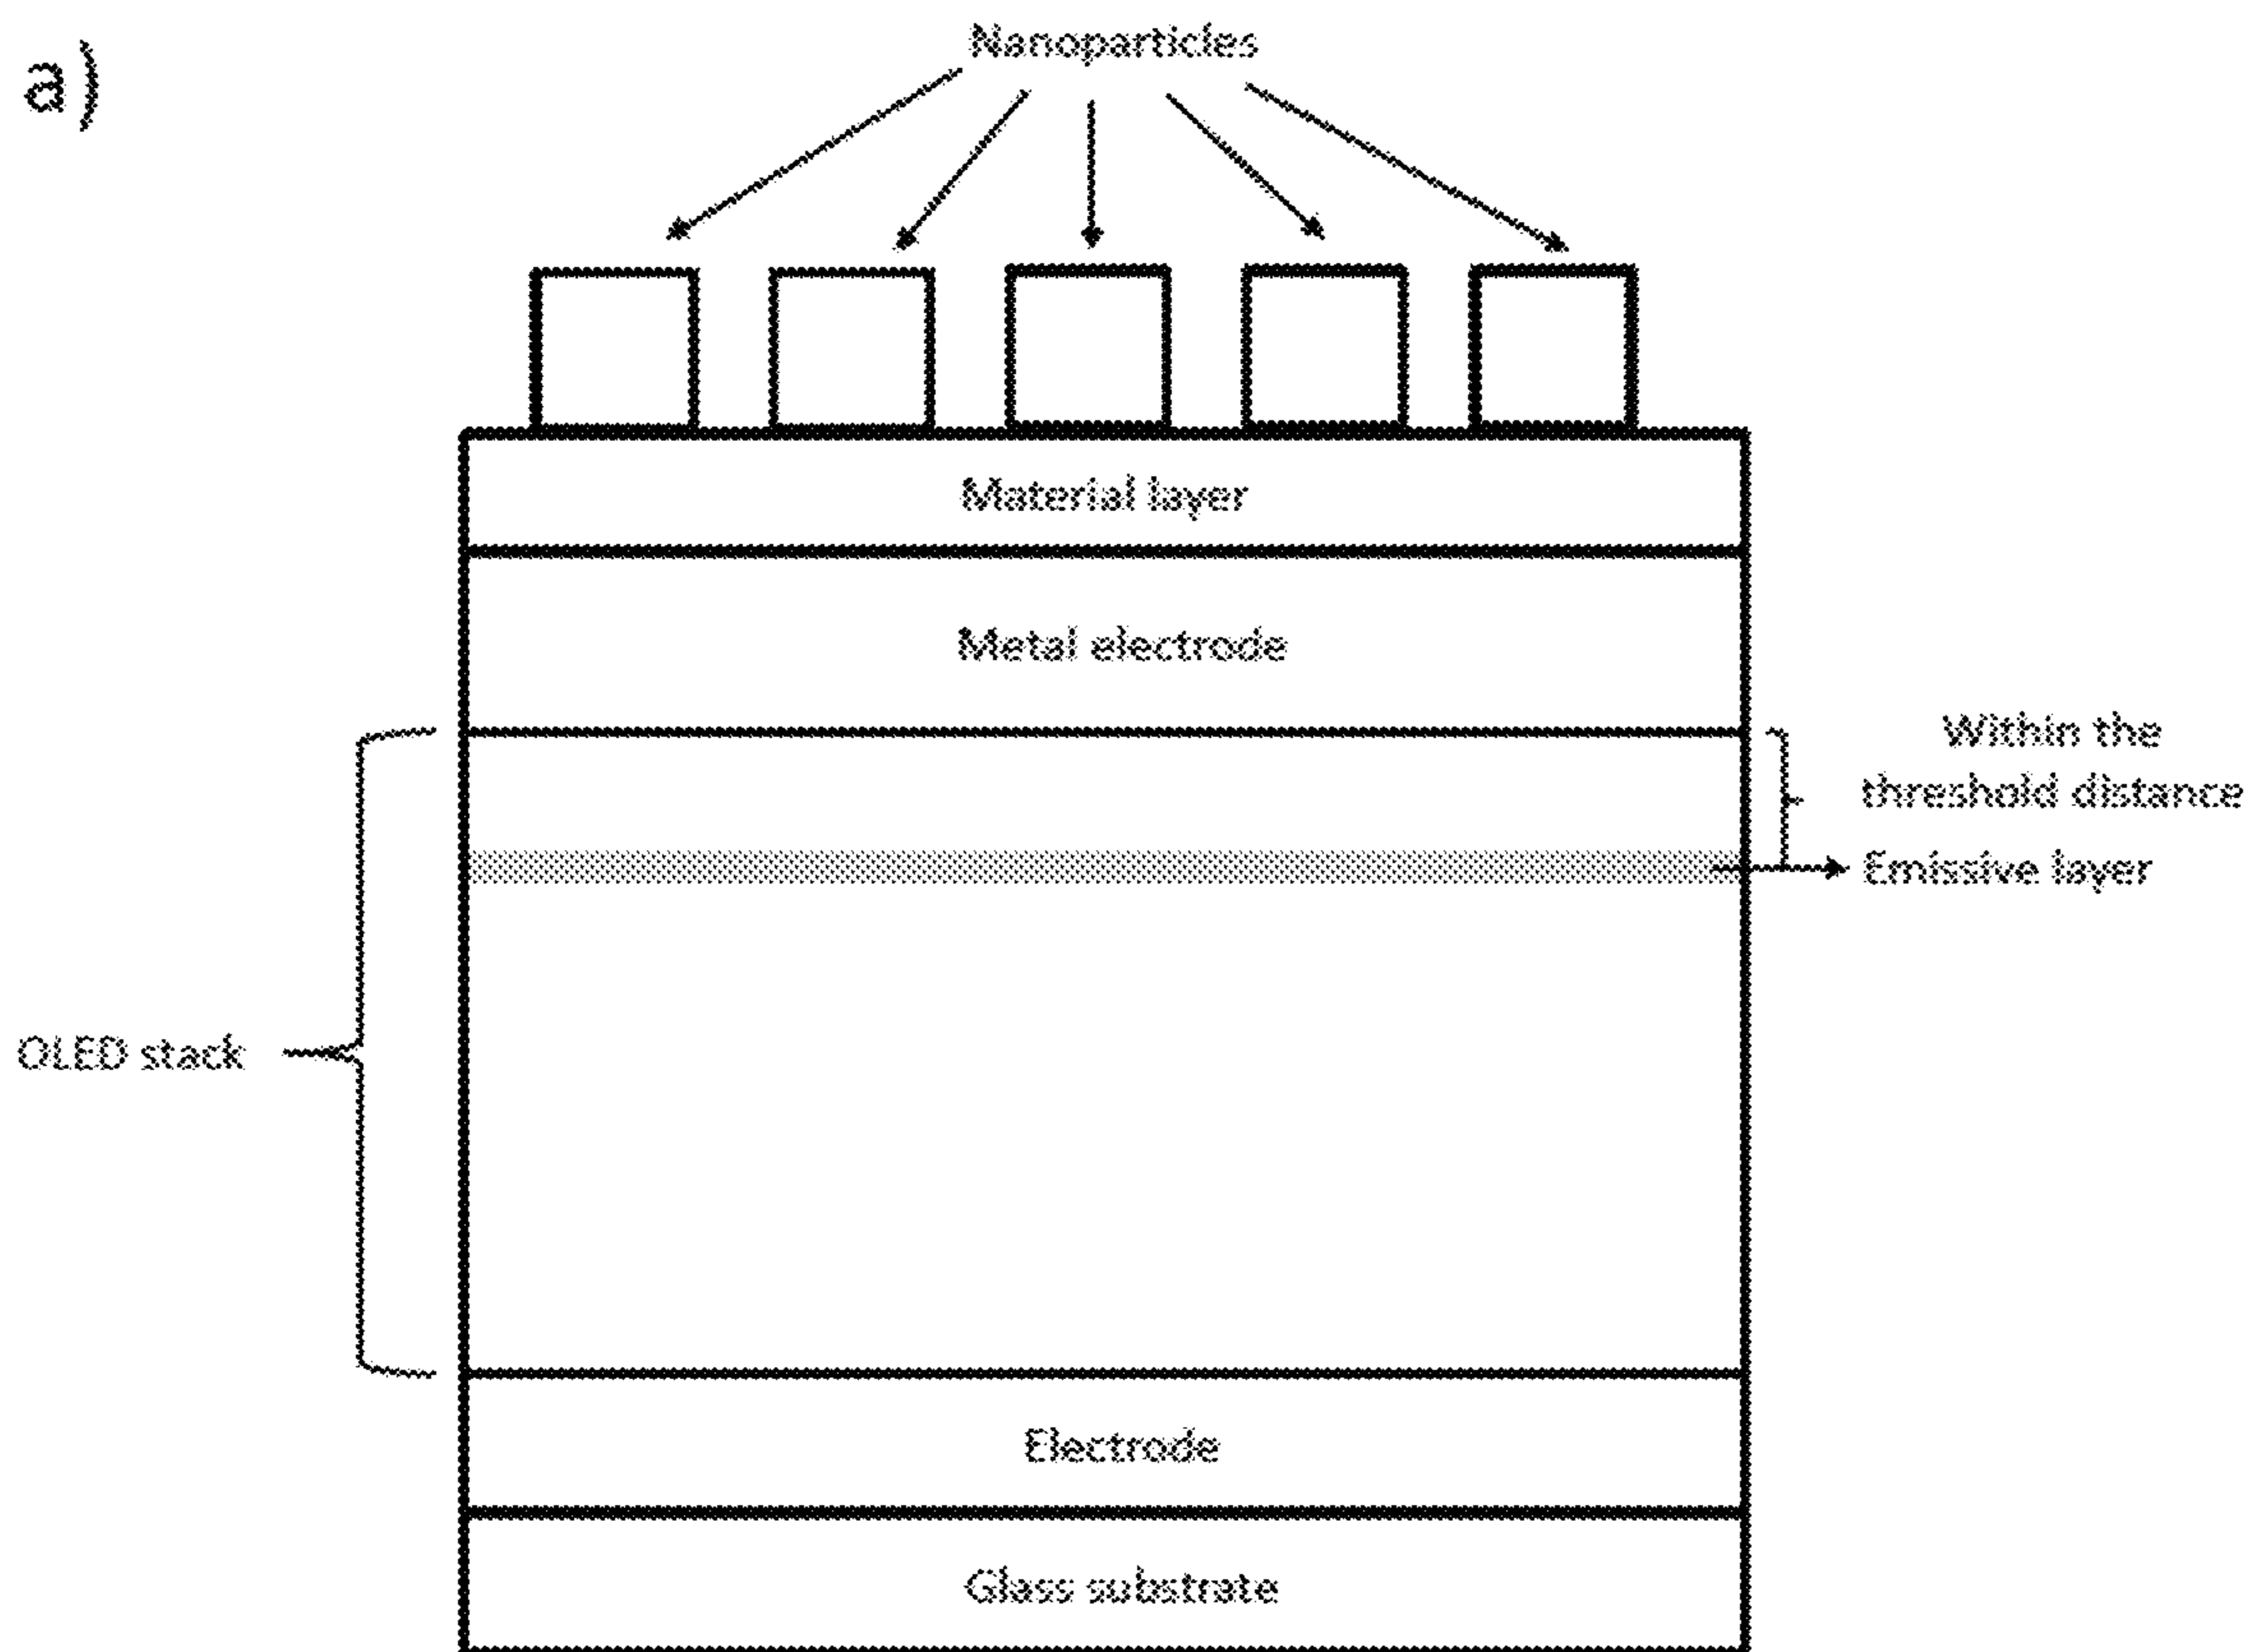 a)
Nanoparticles
Material layer
Metal electrode
Within the
threshold distance
Emissive layer
OLED stack
Electrode
Glass substrate